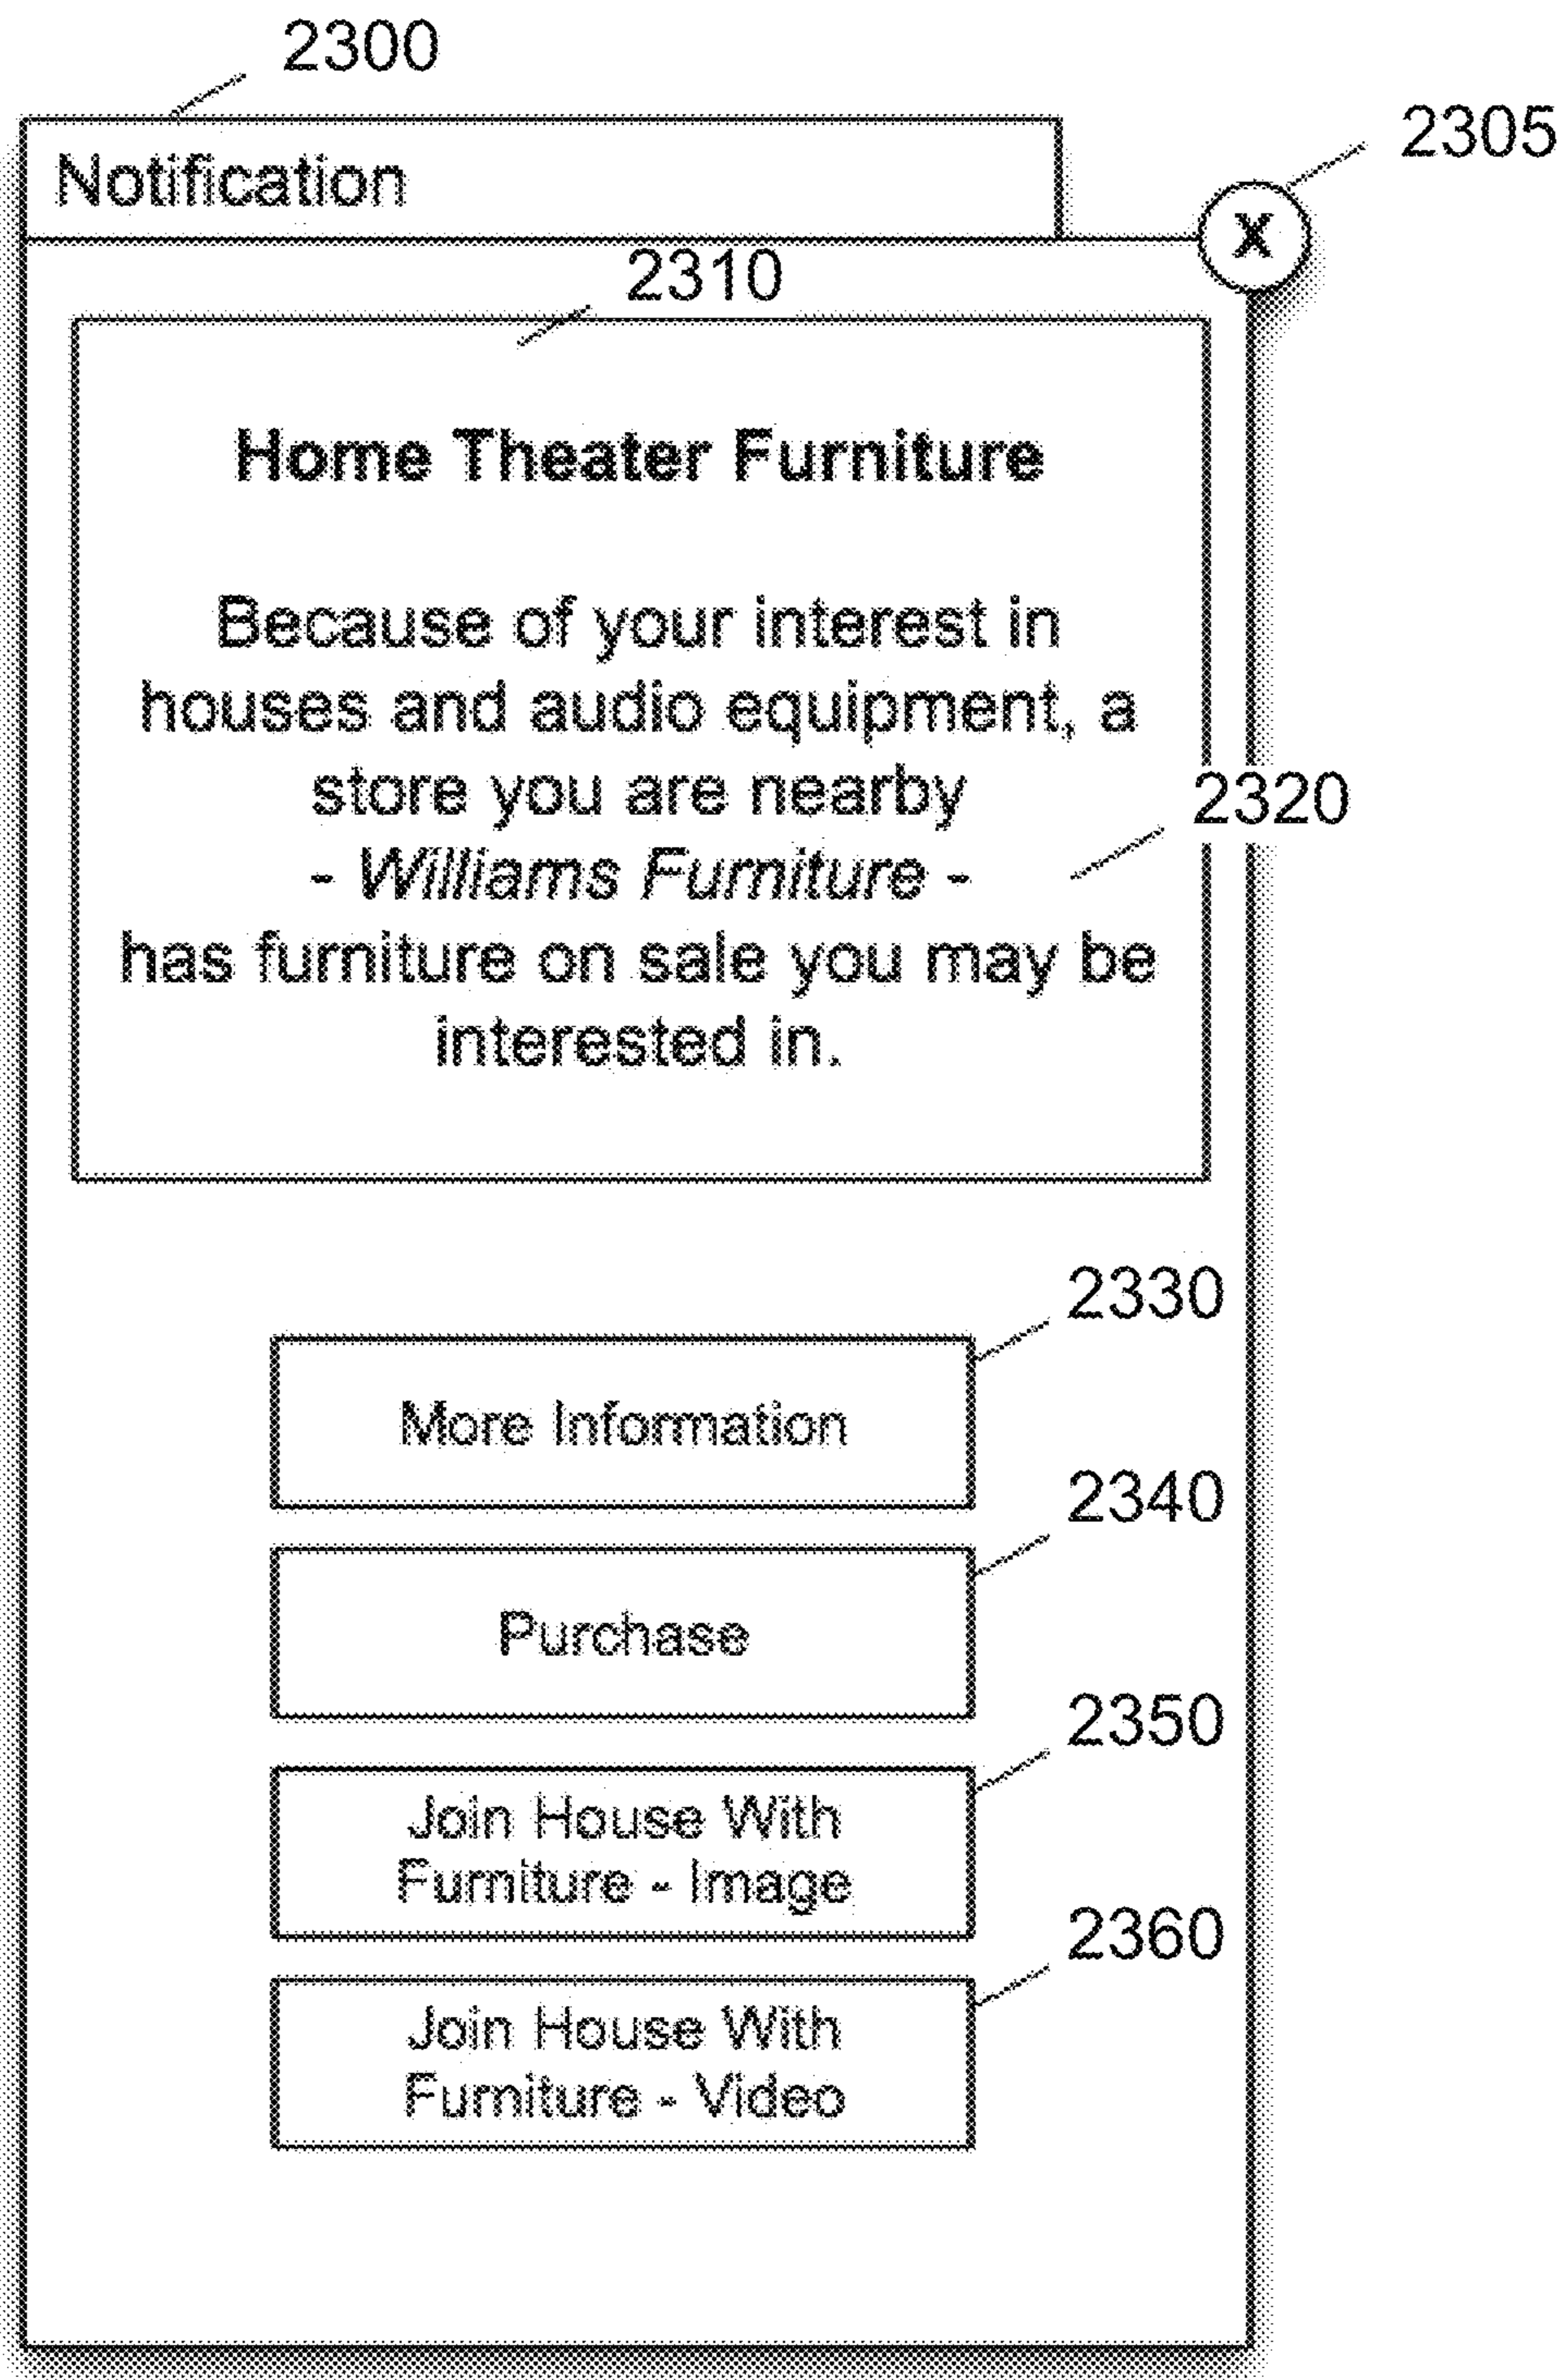 2300
2305
Notification
X
2310
Home Theater Furniture
Because of your interest in
houses and audio equipment, a
store you are nearby
2320
- Williams Furniture -
has furniture on sale you may be
interested in.
2330
More Information
2340
Purchase
2350
Join House With
Furniture - Image
2360
Join House With
Furniture - Video